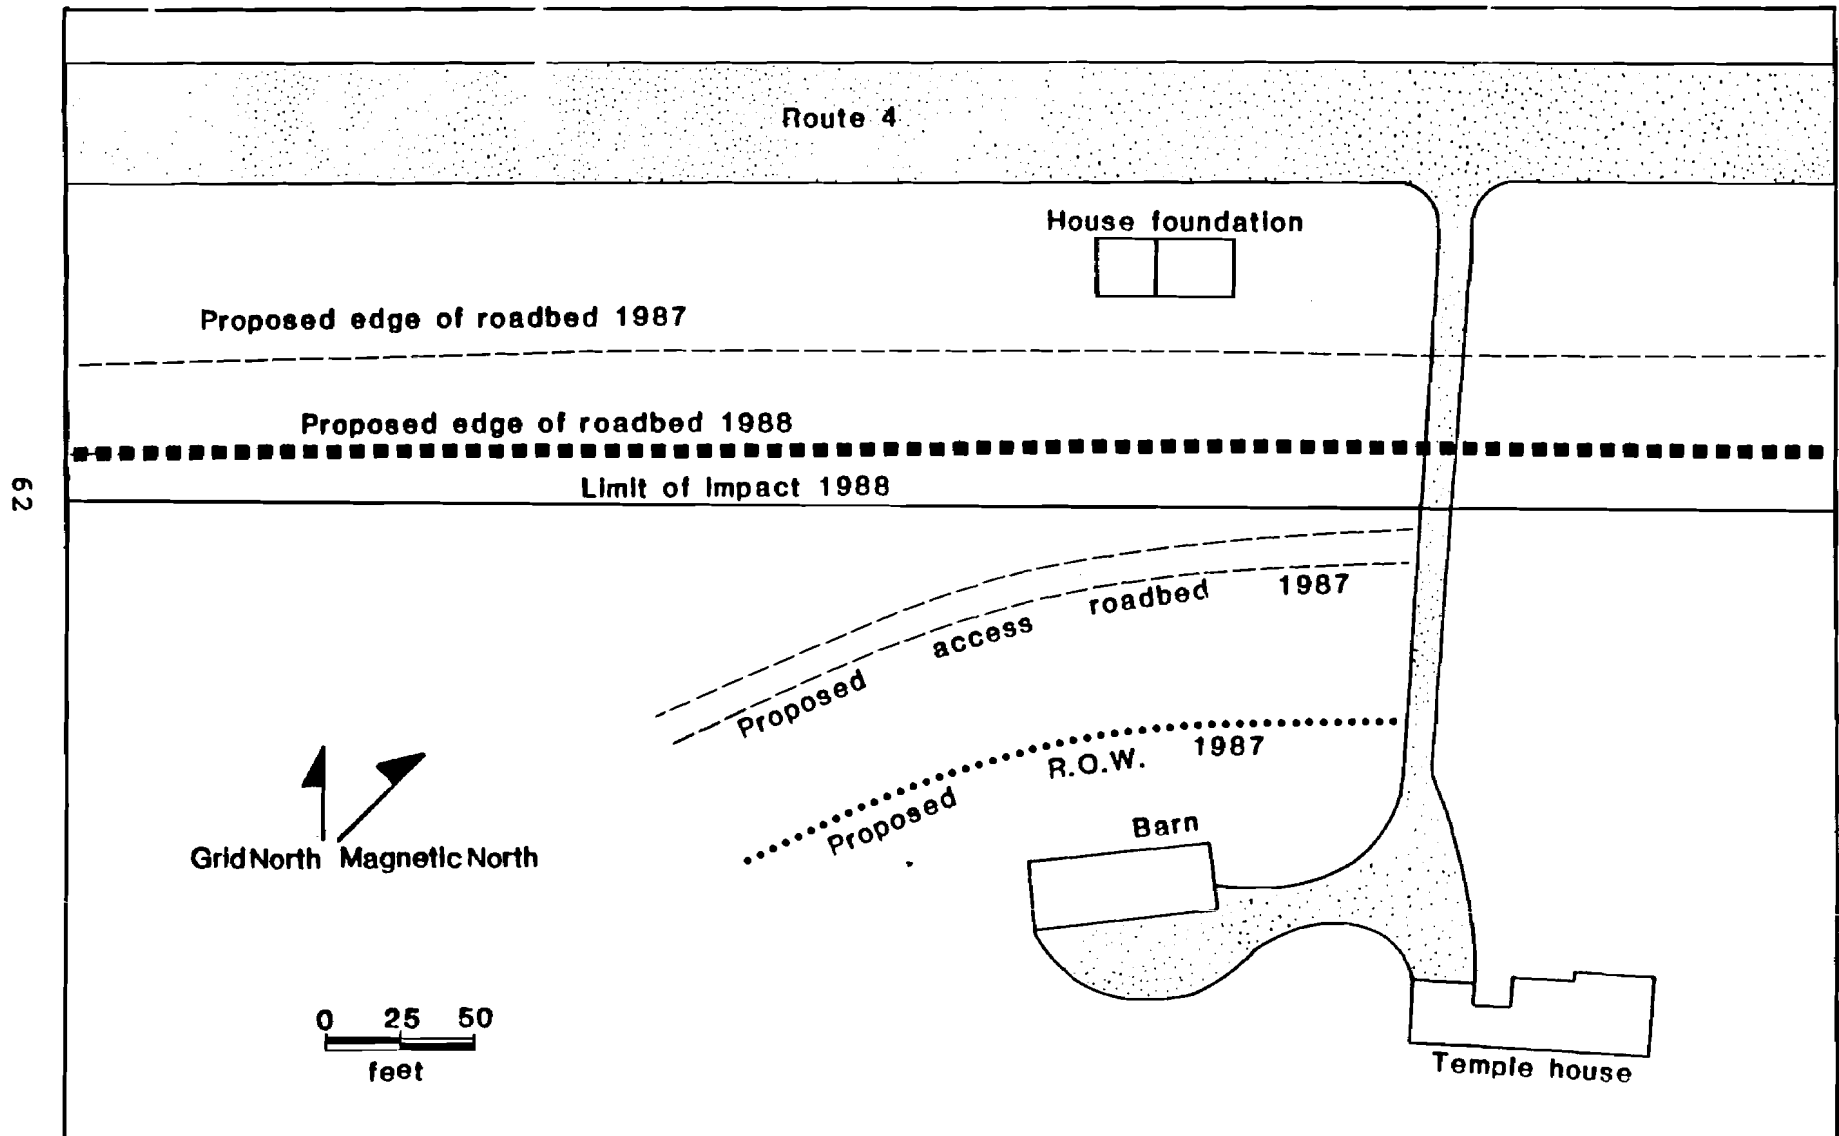 Route 4
House foundation
Proposed edge of roadbed 1987
Proposed edge of roadbed 1988
Limit of impact 1988
62
Proposed access roadbed 1987
Proposed R.O.W. 1987
Grid North Magnetic North
Barn
0 25 50
feet
Temple house